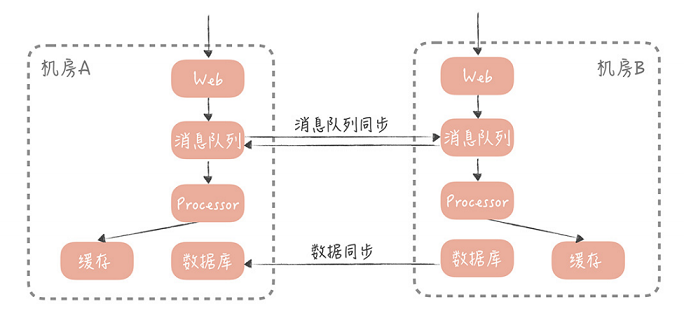 机房A
Web
消息队列
Processor
缓存
数据库
消息队列同步
数据同步
机房B
Web
消息队列
Processor
数据库
缓存